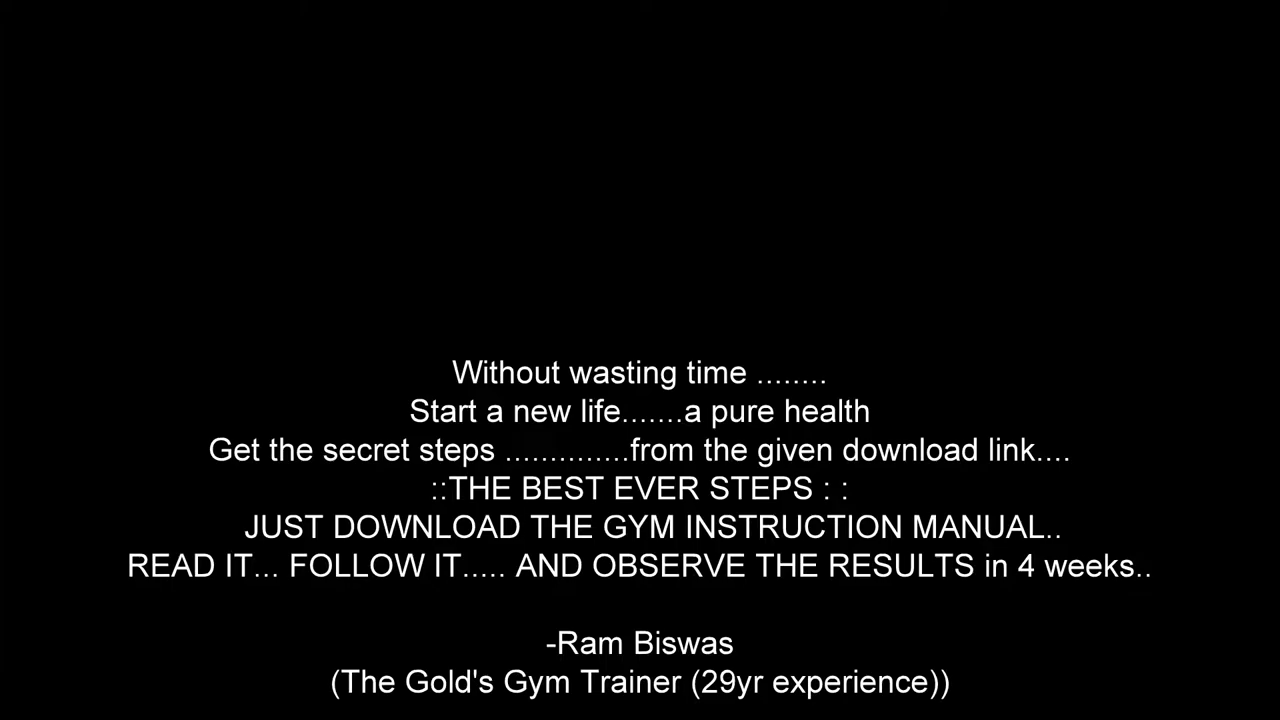 Without wasting time ........
Start a new life.......a pure health
Get the secret steps ..............from the given download link....
::THE BEST EVER STEPS : :
JUST DOWNLOAD THE GYM INSTRUCTION MANUAL..
READ IT... FOLLOW IT..... AND OBSERVE THE RESULTS in 4 weeks..
-Ram Biswas
(The Gold's Gym Trainer (29yr experience))